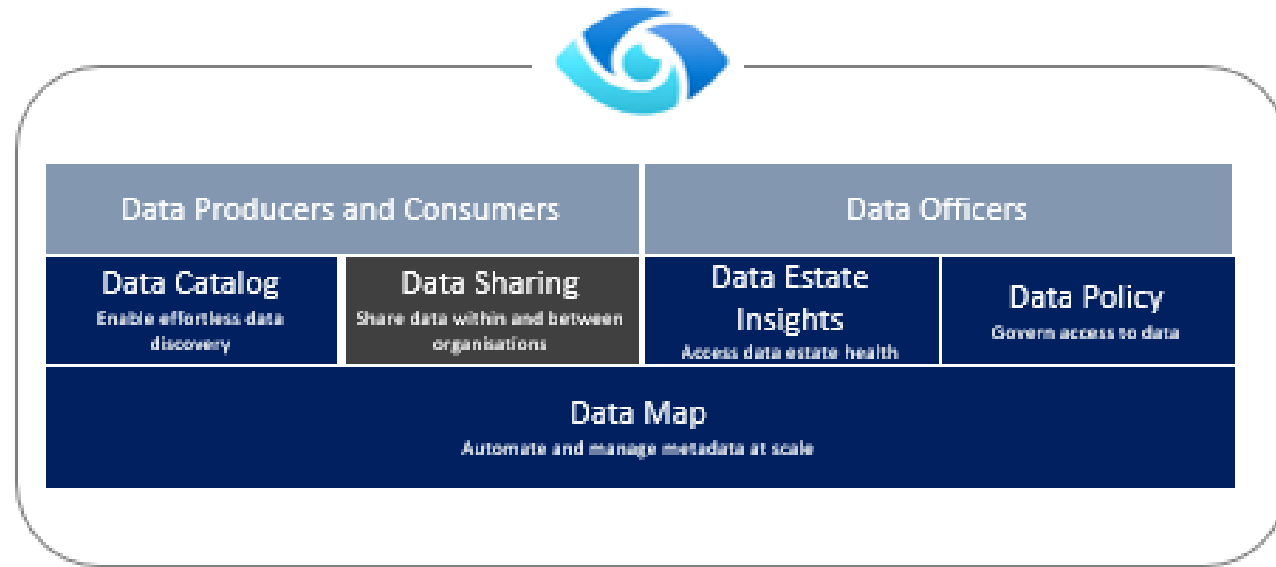 Data Producers and Consumers
Data Officers
Data Catalog
Enable effortless data
discovery
Data Sharing
Share data within and between
organisations
Data Estate
Insights
Access data estate health
Data Policy
Govern access to data
Data Map
Automate and manage metadata at scale